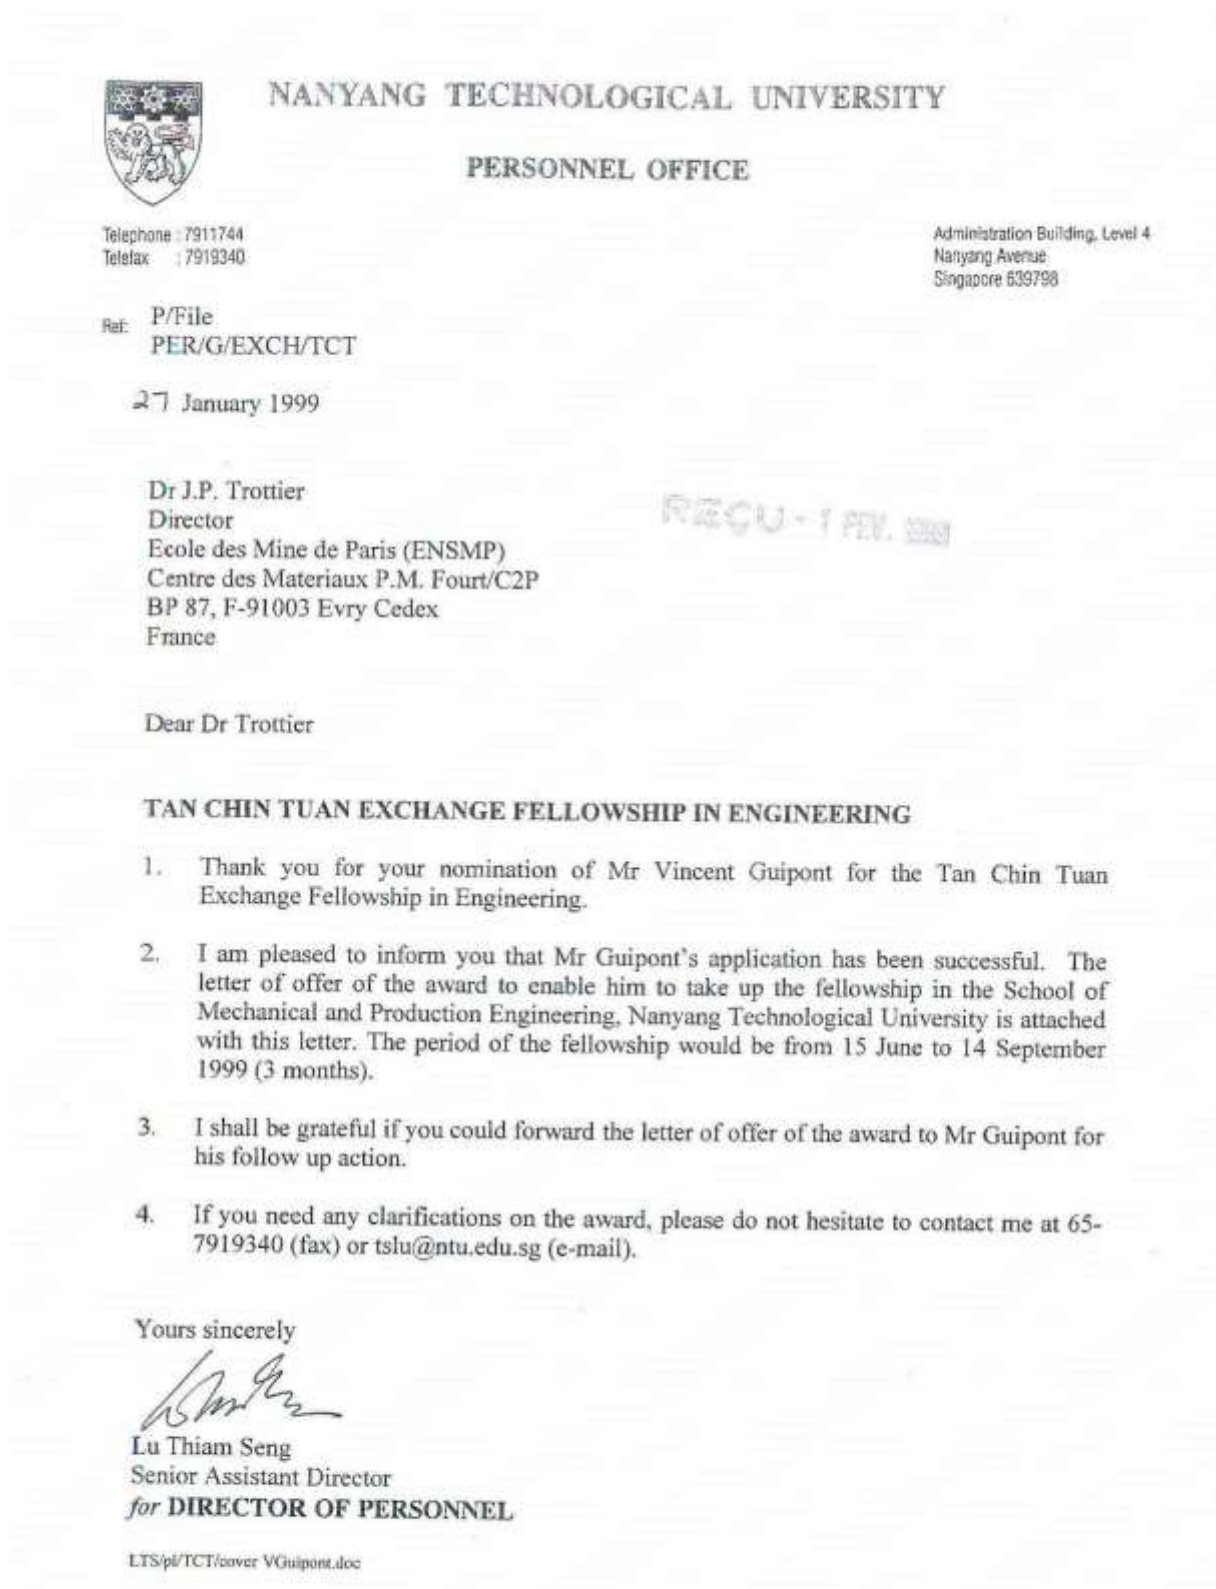 NANYANG TECHNOLOGICAL UNIVERSITY
PERSONNEL OFFICE
Telephone : 7911744
Telefax : 7919340
Administration Building, Level 4
Nanyang Avenue
Singapore 639798
Ref: P/File
PER/G/EXCH/TCT
27 January 1999
Dr J.P. Trottier
Director
Ecole des Mine de Paris (ENSMP)
Centre des Materiaux P.M. Fourt/C2P
BP 87, F-91003 Evry Cedex
France
REÇU - 1 FEV.
Dear Dr Trottier
TAN CHIN TUAN EXCHANGE FELLOWSHIP IN ENGINEERING
1. Thank you for your nomination of Mr Vincent Guipont for the Tan Chin Tuan
Exchange Fellowship in Engineering.
2. I am pleased to inform you that Mr Guipont's application has been successful. The
letter of offer of the award to enable him to take up the fellowship in the School of
Mechanical and Production Engineering, Nanyang Technological University is attached
with this letter. The period of the fellowship would be from 15 June to 14 September
1999 (3 months).
3. I shall be grateful if you could forward the letter of offer of the award to Mr Guipont for
his follow up action.
4. If you need any clarifications on the award, please do not hesitate to contact me at 65-
7919340 (fax) or tslu@ntu.edu.sg (e-mail).
Yours sincerely
Lu Thiam Seng
Senior Assistant Director
for DIRECTOR OF PERSONNEL
LTS/pl/TCT/cover VGuipont.doc